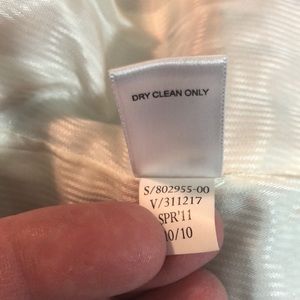 DRY CLEAN ONLY
S/802955-00
V/311217
SPR'11
10/10